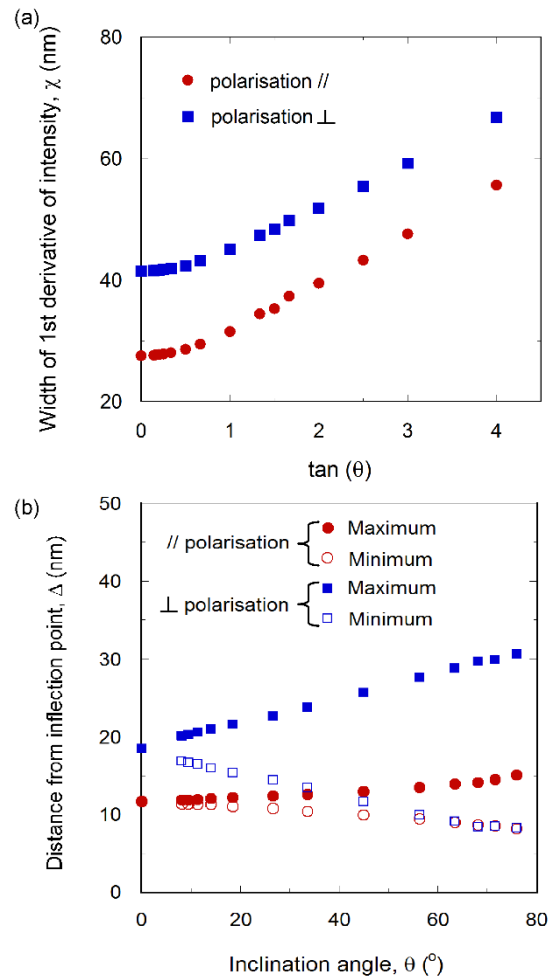 (a)
Width of 1st derivative of intensity, χ (nm)
80
60
40
20
polarisation //
polarisation ⊥
0
1
2
3
4
tan (θ)
(b)
Distance from inflection point, Δ (nm)
50
40
30
20
10
0
// polarisation
Maximum
Minimum
⊥ polarisation
Maximum
Minimum
0
20
40
60
80
Inclination angle, θ (°)